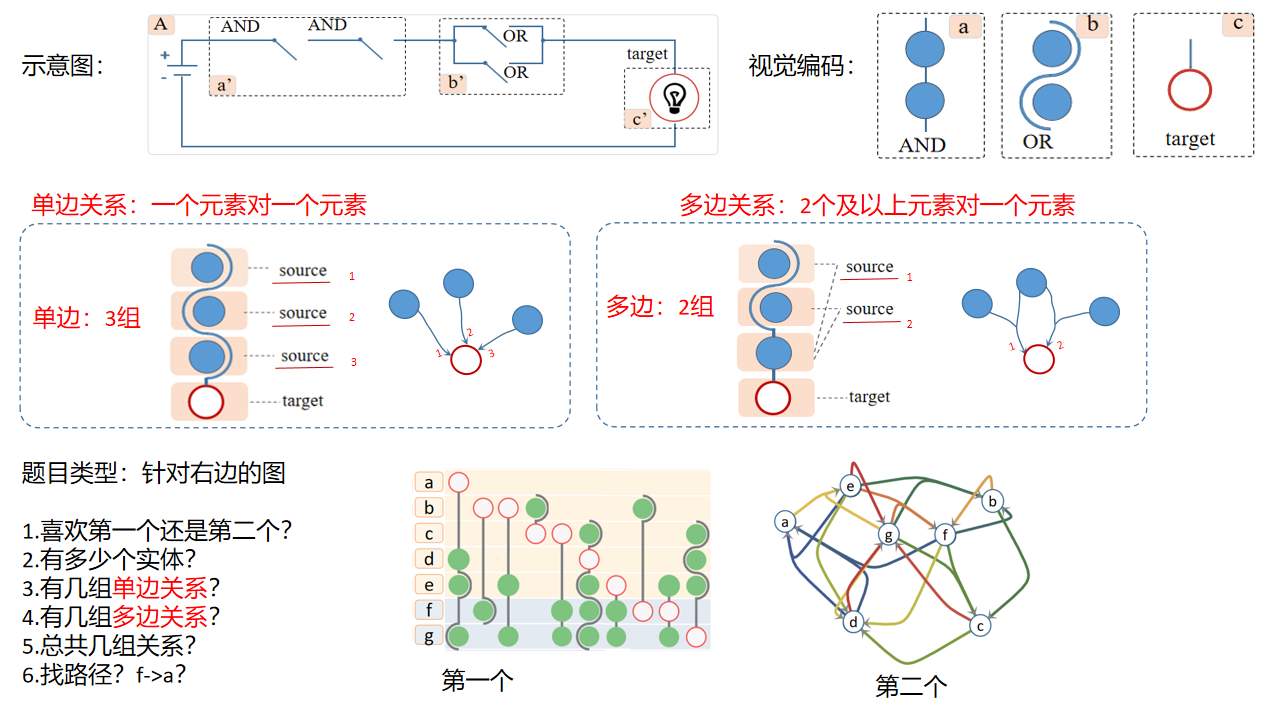 示意图：
A
AND
AND
OR
OR
target
+
-
a’
b’
c’
视觉编码：
a
b
c
AND
OR
target
单边关系：一个元素对一个元素
单边：3组
source
1
source
2
source
3
target
1
2
3
多边关系：2个及以上元素对一个元素
多边：2组
source
1
source
2
target
1
2
题目类型：针对右边的图
1.喜欢第一个还是第二个？
2.有多少个实体？
3.有几组单边关系？
4.有几组多边关系？
5.总共几组关系？
6.找路径？f->a？
a
b
c
d
e
f
g
第一个
e
b
a
g
f
d
c
第二个